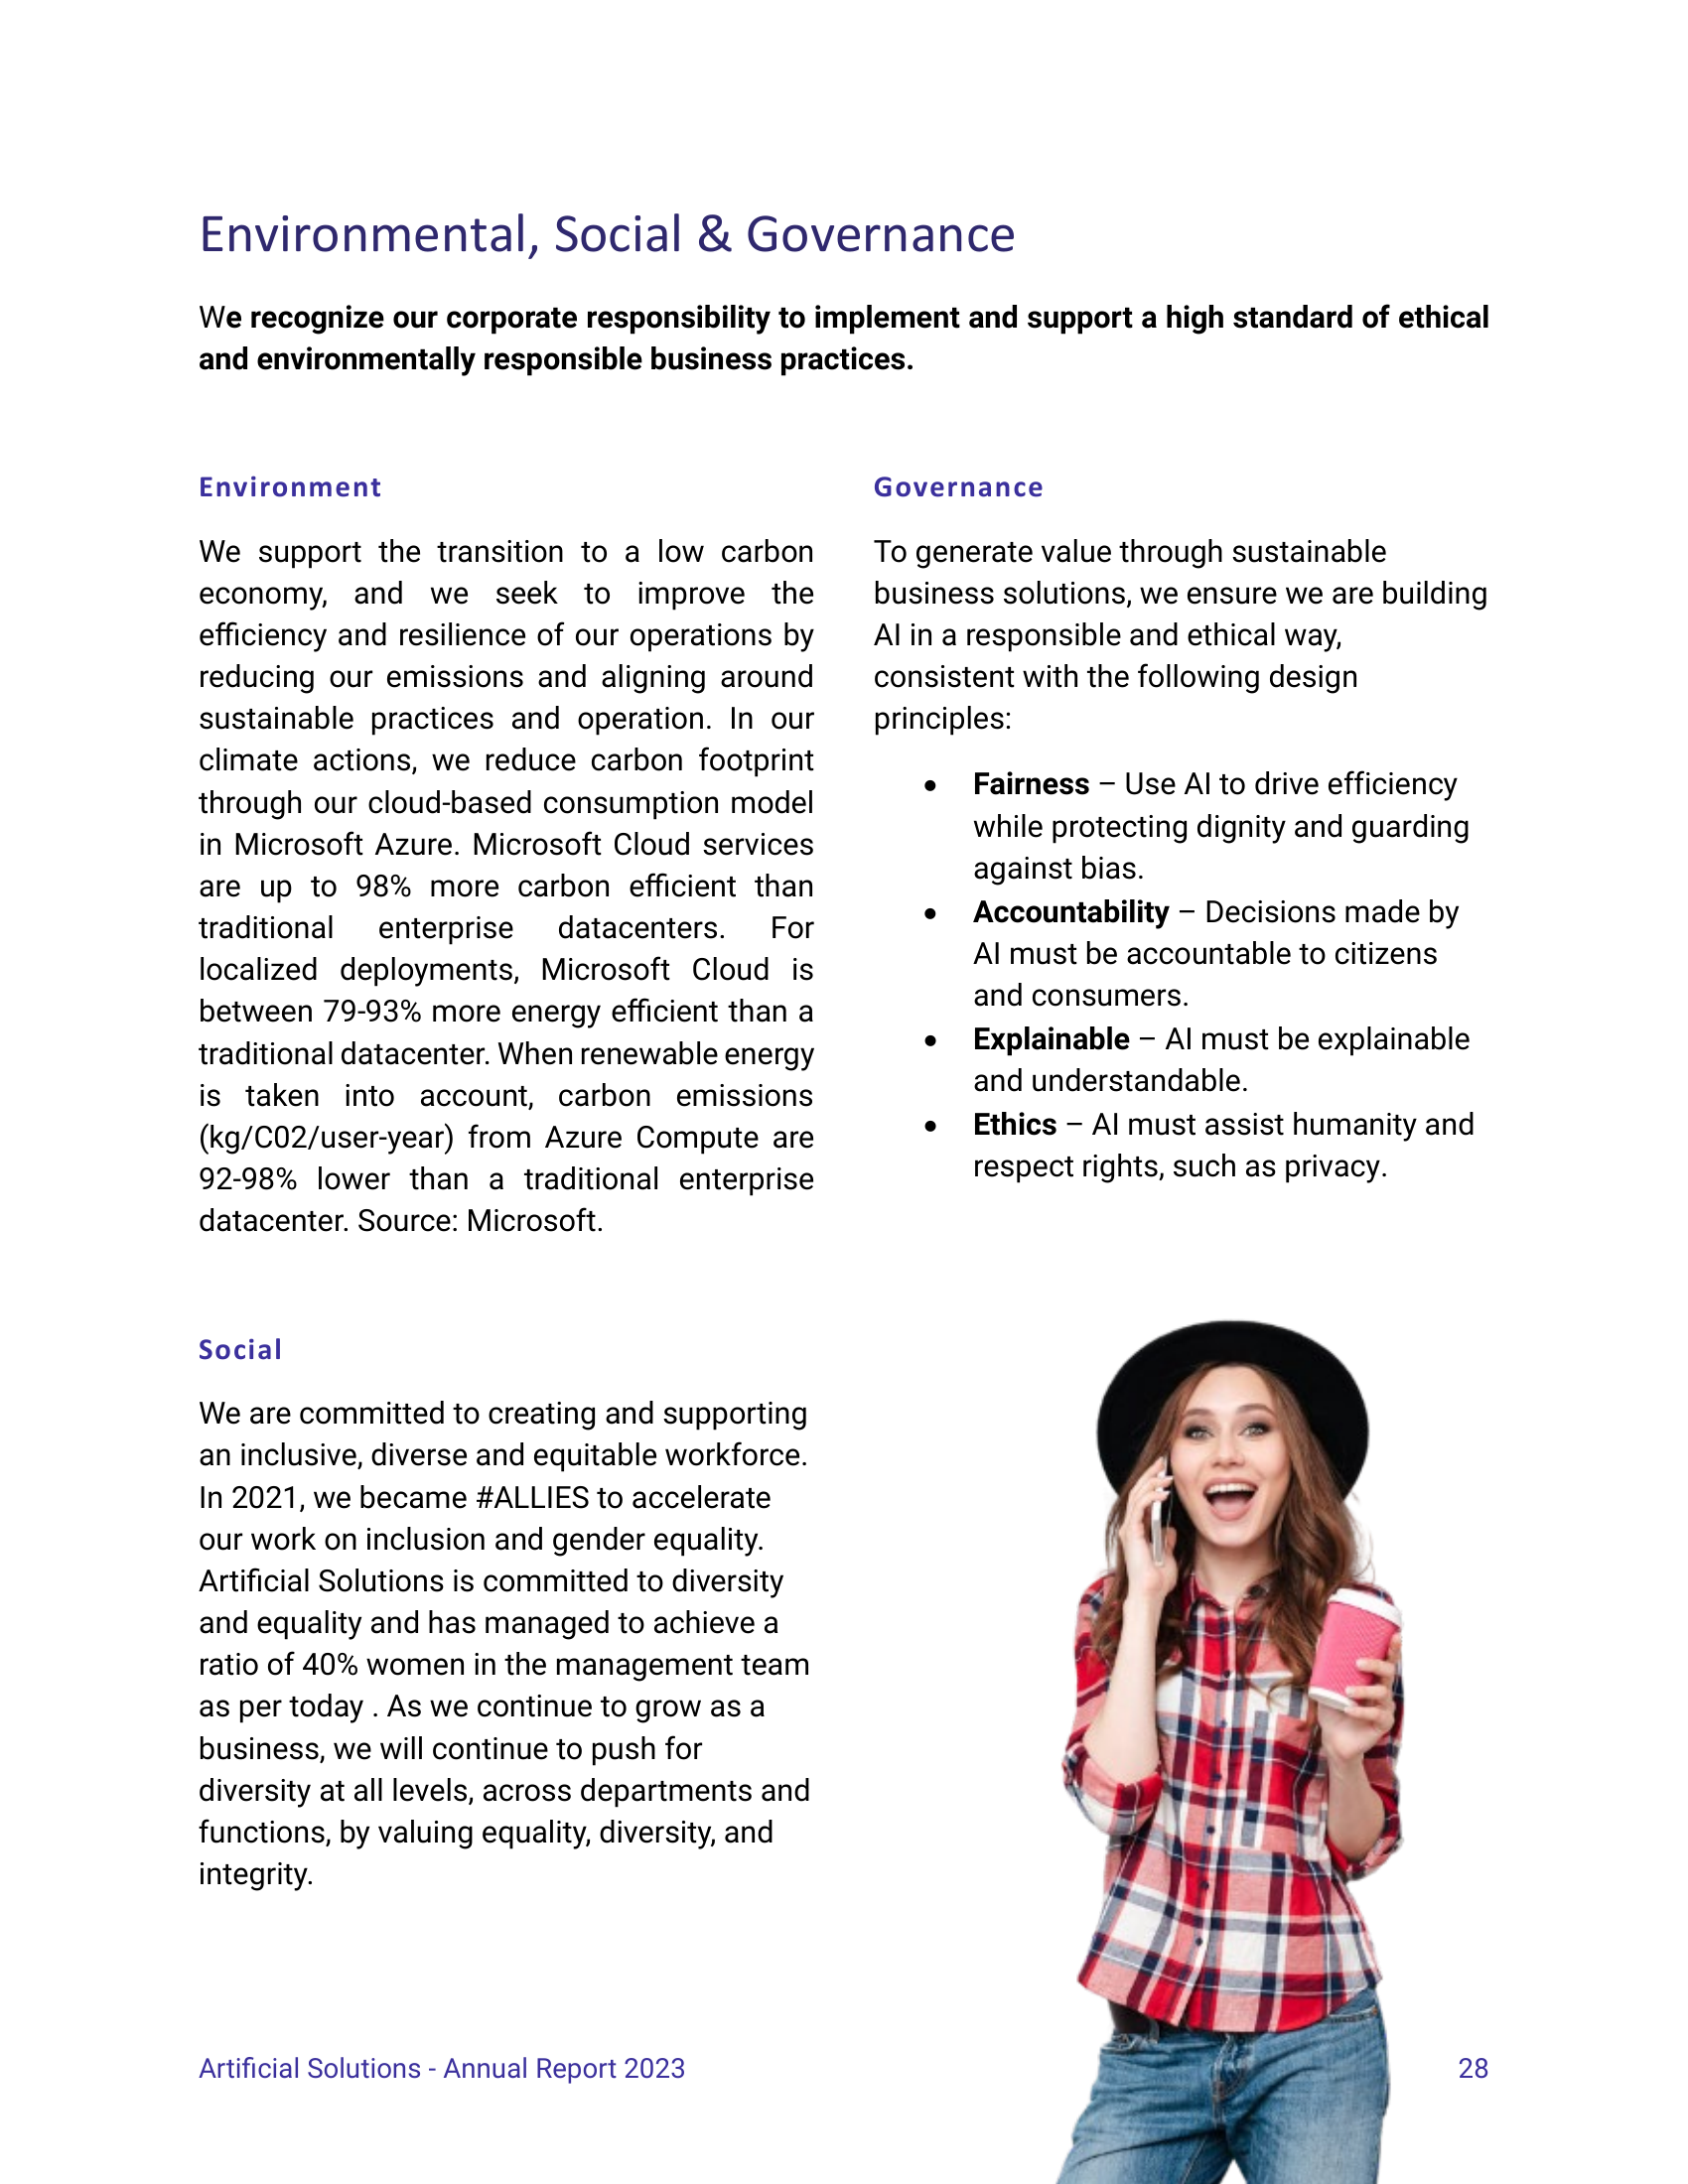 Environmental, Social & Governance
We recognize our corporate responsibility to implement and support a high standard of ethical
and environmentally responsible business practices.
Environment
We support the transition to a low carbon
economy, and we seek to improve the
efficiency and resilience of our operations by
reducing our emissions and aligning around
sustainable practices and operation. In our
climate actions, we reduce carbon footprint
through our cloud-based consumption model
in Microsoft Azure. Microsoft Cloud services
are up to 98% more carbon efficient than
traditional enterprise datacenters. For
localized deployments, Microsoft Cloud is
between 79-93% more energy efficient than a
traditional datacenter. When renewable energy
is taken into account, carbon emissions
(kg/C02/user-year) from Azure Compute are
92-98% lower than a traditional enterprise
datacenter. Source: Microsoft.
Social
We are committed to creating and supporting
an inclusive, diverse and equitable workforce.
In 2021, we became #ALLIES to accelerate
our work on inclusion and gender equality.
Artificial Solutions is committed to diversity
and equality and has managed to achieve a
ratio of 40% women in the management team
as per today . As we continue to grow as a
business, we will continue to push for
diversity at all levels, across departments and
functions, by valuing equality, diversity, and
integrity.
Governance
To generate value through sustainable
business solutions, we ensure we are building
AI in a responsible and ethical way,
consistent with the following design
principles:
• Fairness – Use AI to drive efficiency
while protecting dignity and guarding
against bias.
• Accountability – Decisions made by
AI must be accountable to citizens
and consumers.
• Explainable – AI must be explainable
and understandable.
• Ethics – AI must assist humanity and
respect rights, such as privacy.
Artificial Solutions - Annual Report 2023
28